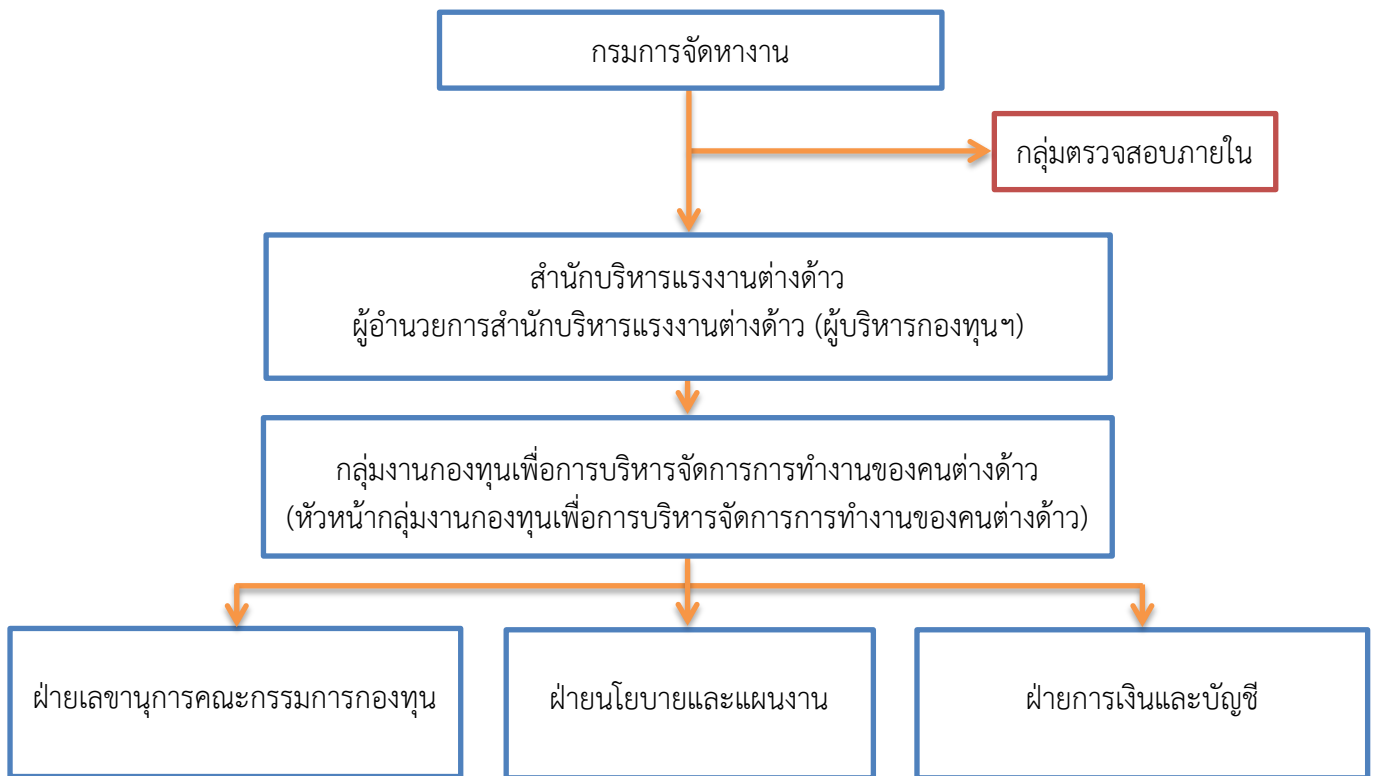 กรมการจัดหางาน
กลุ่มตรวจสอบภายใน
สำนักบริหารแรงงานต่างด้าว
ผู้อำนวยการสำนักบริหารแรงงานต่างด้าว (ผู้บริหารกองทุนฯ)
กลุ่มงานกองทุนเพื่อการบริหารจัดการการทำงานของคนต่างด้าว
(หัวหน้ากลุ่มงานกองทุนเพื่อการบริหารจัดการการทำงานของคนต่างด้าว)
ฝ่ายเลขานุการคณะกรรมการกองทุน
ฝ่ายนโยบายและแผนงาน
ฝ่ายการเงินและบัญชี